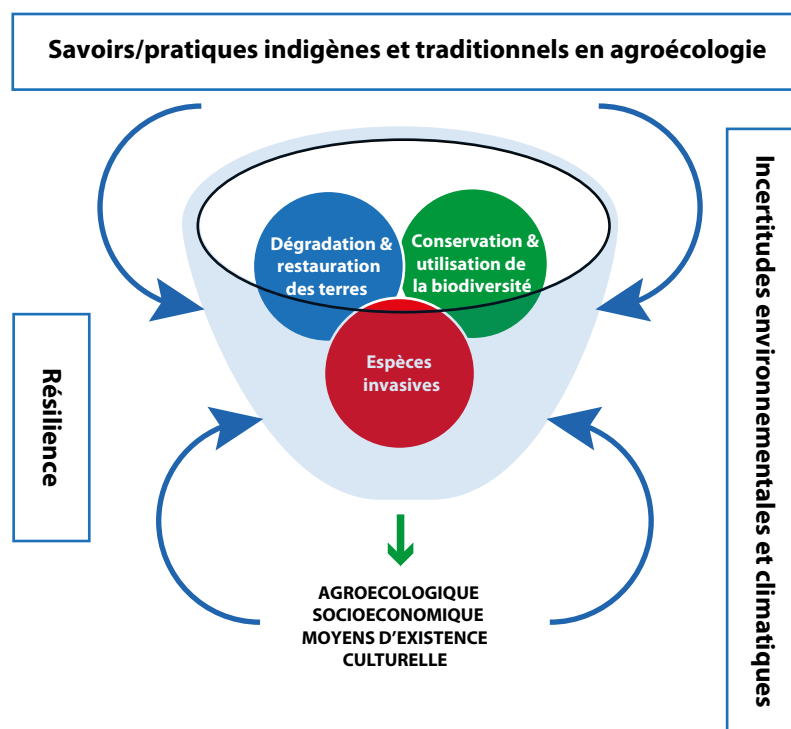 Savoirs/pratiques indigènes et traditionnels en agroécologie
Dégradation &
restauration
des terres
Conservation &
utilisation de
la biodiversité
Espèces
invasives
Résilience
Incertitudes environnementales et climatiques
AGROECOLOGIQUE
SOCIOECONOMIQUE
MOYENS D'EXISTENCE
CULTURELLE